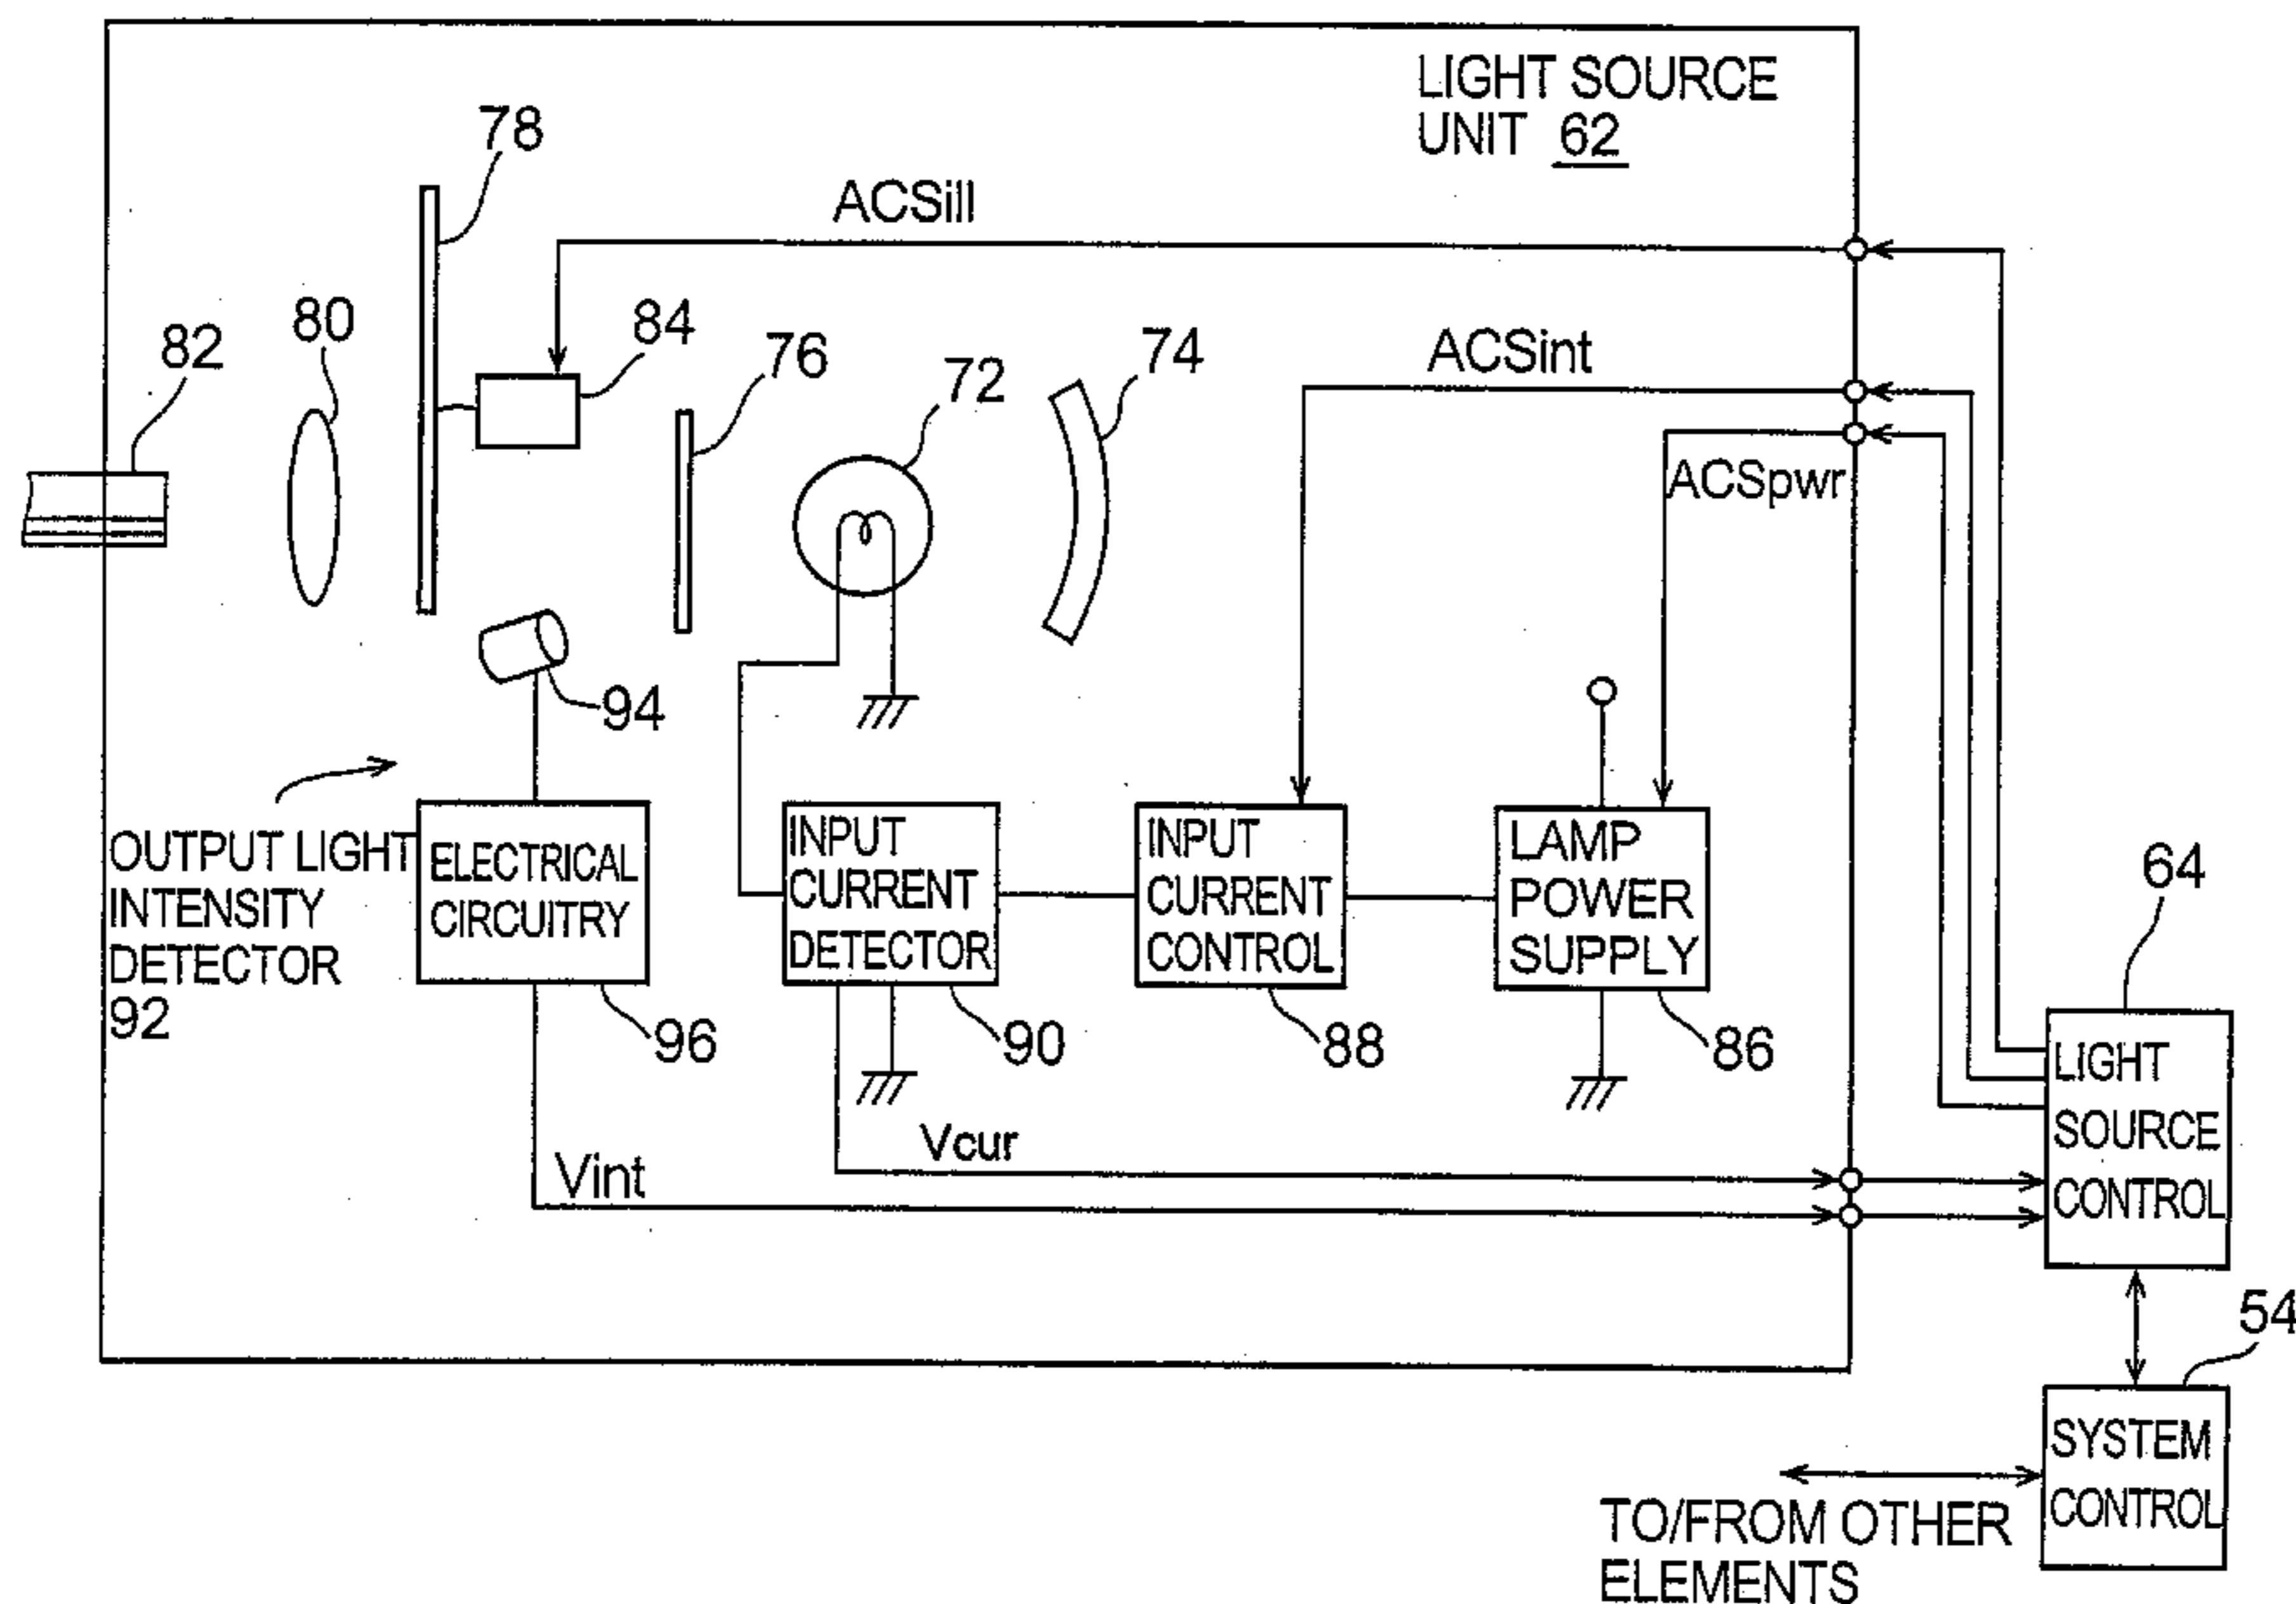 LIGHT SOURCE
UNIT 62
78
ACSill
80
84
82
76
72
74
ACSint
ACSpwr
94
OUTPUT LIGHT
INTENSITY
DETECTOR
92
ELECTRICAL
CIRCUITRY
96
INPUT
CURRENT
DETECTOR
90
INPUT
CURRENT
CONTROL
88
LAMP
POWER
SUPPLY
86
64
LIGHT
SOURCE
CONTROL
Vcur
Vint
54
SYSTEM
CONTROL
TO/FROM OTHER
ELEMENTS